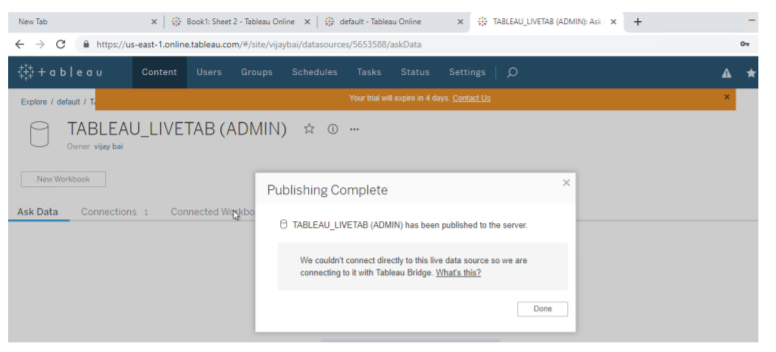 New Tab
Book1: Sheet 2 - Tableau Online
default - Tableau Online
TABLEAU_LIVETAB (ADMIN): Ask
https://us-east-1.online.tableau.com/#/site/vijaybai/datasources/5653588/askData
+ableau Content Users Groups Schedules Tasks Status Settings
Explore / default / T
Your trial will expire in 4 days. Contact Us
TABLEAU_LIVETAB (ADMIN)
Owner vijay bai
New Workbook
Ask Data Connections 1 Connected Workbo
Publishing Complete
TABLEAU_LIVETAB (ADMIN) has been published to the server.
We couldn't connect directly to this live data source so we are
connecting to it with Tableau Bridge. What's this?
Done